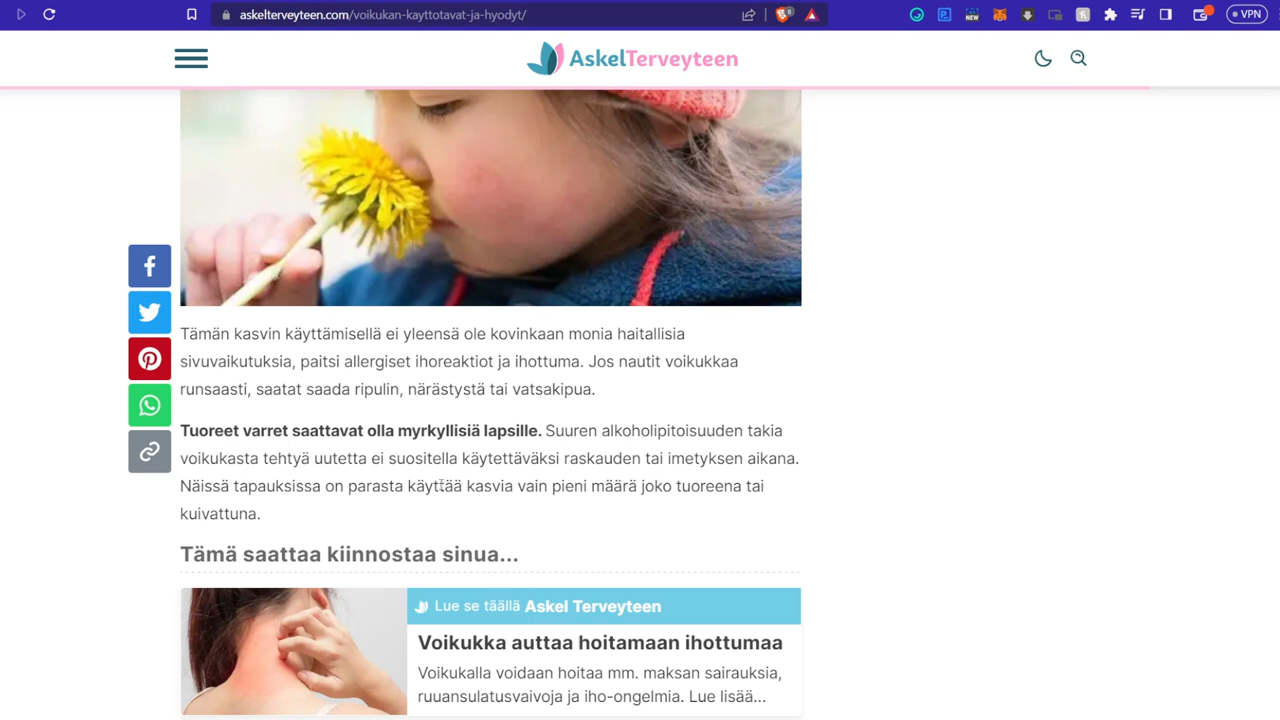 askelterveyteen.com/voikukan-kayttotavat-ja-hyodyt/
8
NEW
VPN
AskelTerveyteen
Tämän kasvin käyttämisellä ei yleensä ole kovinkaan monia haitallisia
sivuvaikutuksia, paitsi allergiset ihoreaktiot ja ihottuma. Jos nautit voikukkaa
runsaasti, saatat saada ripulin, närästystä tai vatsakipua.
Tuoreet varret saattavat olla myrkyllisiä lapsille. Suuren alkoholipitoisuuden takia
voikukasta tehtyä uutetta ei suositella käytettäväksi raskauden tai imetyksen aikana.
Näissä tapauksissa on parasta käyttää kasvia vain pieni määrä joko tuoreena tai
kuivattuna.
Tämä saattaa kiinnostaa sinua...
Lue se täällä Askel Terveyteen
Voikukka auttaa hoitamaan ihottumaa
Voikukalla voidaan hoitaa mm. maksan sairauksia,
ruuansulatusvaivoja ja iho-ongelmia. Lue lisää...